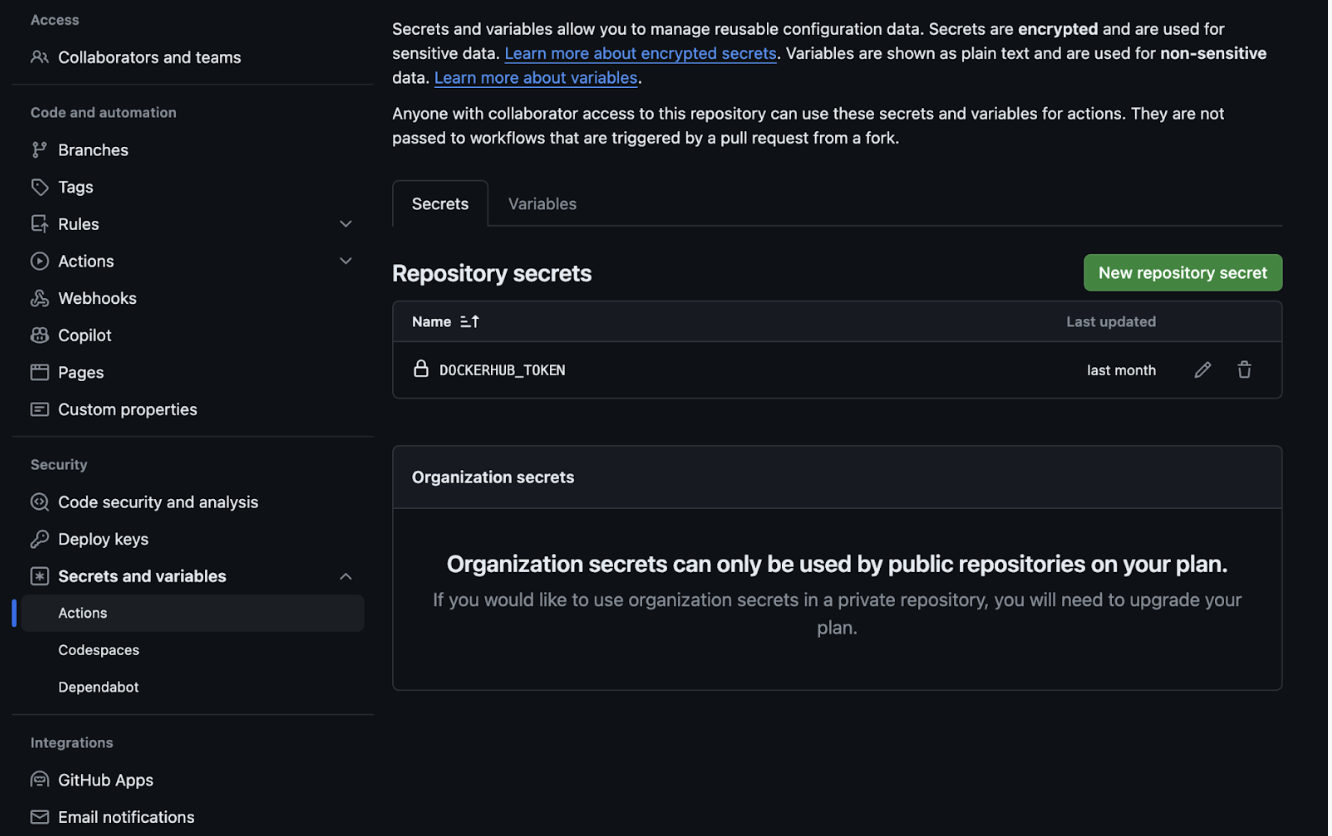 Access
Collaborators and teams
Code and automation
Branches
Tags
Rules
Actions
Webhooks
Copilot
Pages
Custom properties
Security
Code security and analysis
Deploy keys
Secrets and variables
Actions
Codespaces
Dependabot
Integrations
GitHub Apps
Email notifications
Secrets and variables allow you to manage reusable configuration data. Secrets are encrypted and are used for
sensitive data. Learn more about encrypted secrets. Variables are shown as plain text and are used for non-sensitive
data. Learn more about variables.
Anyone with collaborator access to this repository can use these secrets and variables for actions. They are not
passed to workflows that are triggered by a pull request from a fork.
Secrets Variables
Repository secrets New repository secret
Name Last updated
DOCKERHUB_TOKEN last month
Organization secrets
Organization secrets can only be used by public repositories on your plan.
If you would like to use organization secrets in a private repository, you will need to upgrade your
plan.